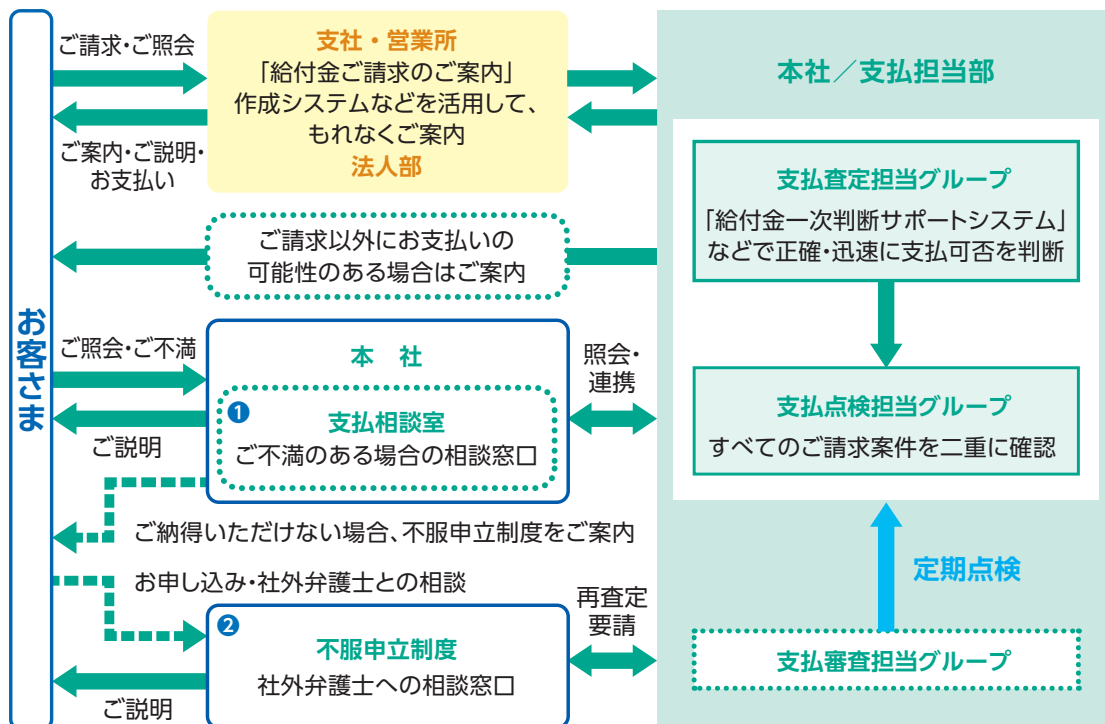 お客さま
ご請求・ご照会
ご案内・ご説明・
お支払い
支社・営業所
「給付金ご請求のご案内」
作成システムなどを活用して、
もれなくご案内
法人部
ご請求以外にお支払いの
可能性のある場合はご案内
ご照会・ご不満
ご説明
本 社
❶
支払相談室
ご不満のある場合の相談窓口
照会・
連携
ご納得いただけない場合、不服申立制度をご案内
お申し込み・社外弁護士との相談
❷
不服申立制度
社外弁護士への相談窓口
ご説明
再査定
要請
本社／支払担当部
支払査定担当グループ
「給付金一次判断サポートシステム」
などで正確・迅速に支払可否を判断
支払点検担当グループ
すべてのご請求案件を二重に確認
定期点検
支払審査担当グループ